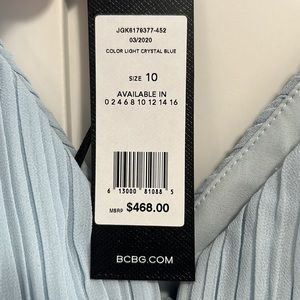 JGK6179377-452
03/2020
COLOR LIGHT CRYSTAL BLUE
SIZE 10
AVAILABLE IN
0 2 4 6 8 10 12 14 16
6 13000 81088 5
MSRP $468.00
BCBG.COM